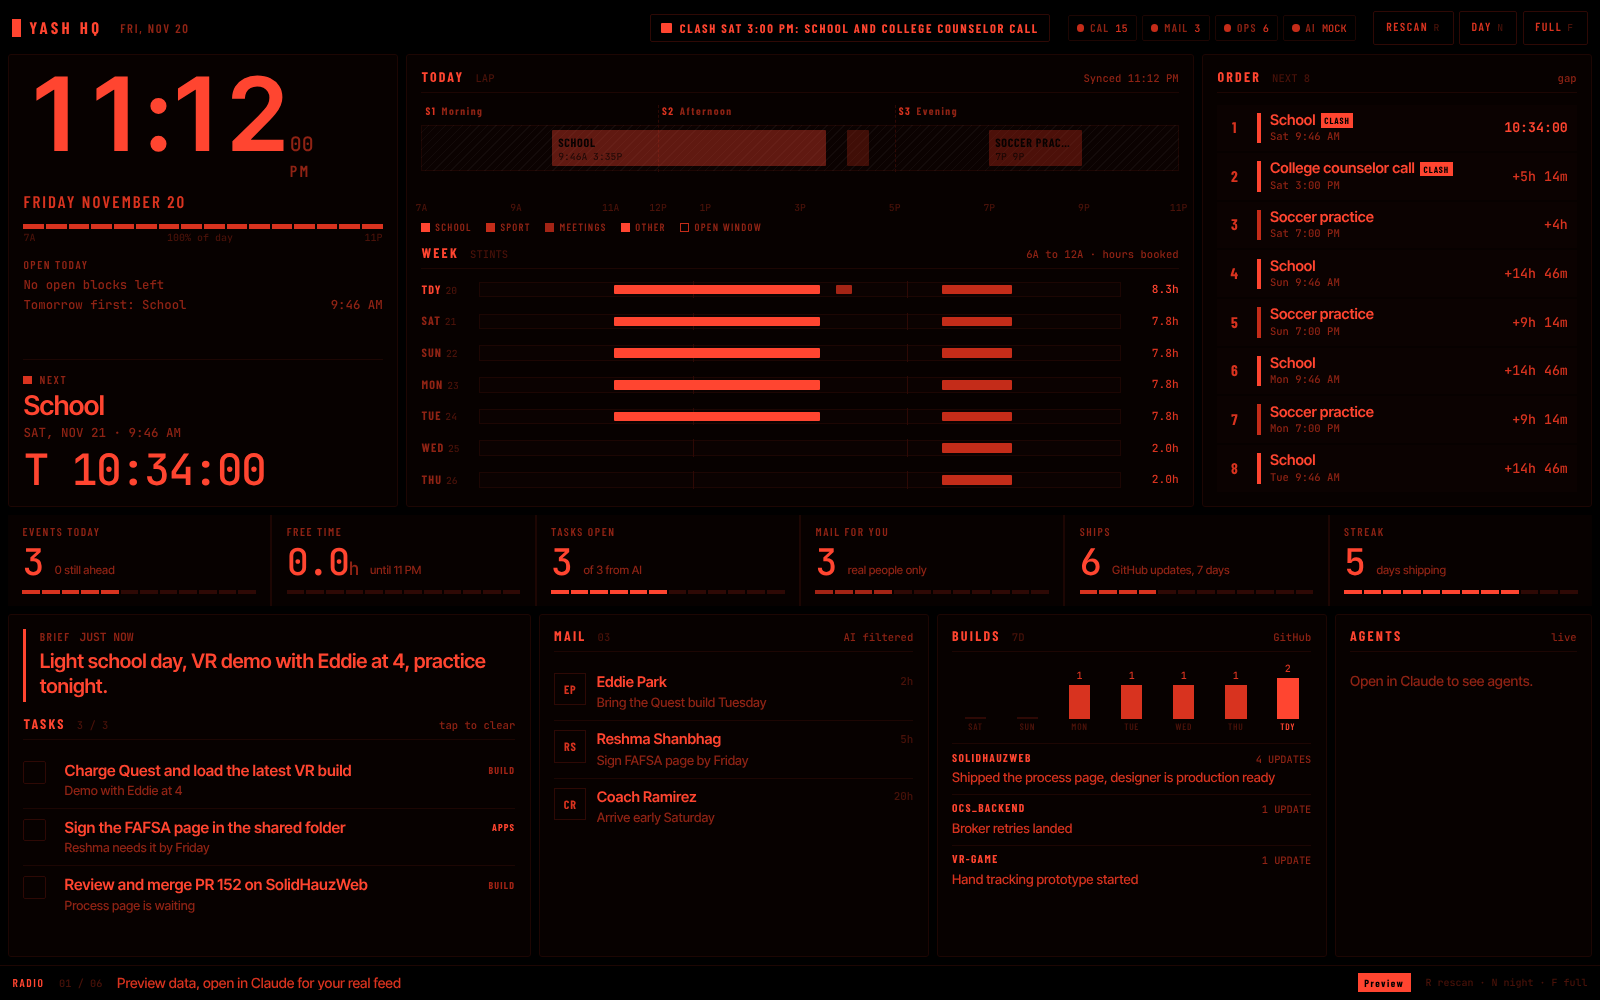 YASH HQ FRI, NOV 20
CLASH SAT 3:00 PM: SCHOOL AND COLLEGE COUNSELOR CALL
CAL 15
MAIL 3
OPS 6
AI MOCK
RESCAN R
DAY N
FULL F
11:12 00 PM
FRIDAY NOVEMBER 20
7A 100% of day 11P
OPEN TODAY
No open blocks left
Tomorrow first: School 9:46 AM
NEXT
School
SAT, NOV 21 · 9:46 AM
T 10:34:00
TODAY LAP Synced 11:12 PM
S1 Morning S2 Afternoon S3 Evening
SCHOOL
9:46A 3:35P
SOCCER PRAC...
7P 9P
7A 9A 11A 12P 1P 3P 5P 7P 9P 11P
SCHOOL SPORT MEETINGS OTHER OPEN WINDOW
WEEK STINTS 6A to 12A · hours booked
TDY 20 8.3h
SAT 21 7.8h
SUN 22 7.8h
MON 23 7.8h
TUE 24 7.8h
WED 25 2.0h
THU 26 2.0h
ORDER NEXT 8 gap
1 School CLASH 10:34:00
Sat 9:46 AM
2 College counselor call CLASH +5h 14m
Sat 3:00 PM
3 Soccer practice +4h
Sat 7:00 PM
4 School +14h 46m
Sun 9:46 AM
5 Soccer practice +9h 14m
Sun 7:00 PM
6 School +14h 46m
Mon 9:46 AM
7 Soccer practice +9h 14m
Mon 7:00 PM
8 School +14h 46m
Tue 9:46 AM
EVENTS TODAY
3 0 still ahead
FREE TIME
0.0h until 11 PM
TASKS OPEN
3 of 3 from AI
MAIL FOR YOU
3 real people only
SHIPS
6 GitHub updates, 7 days
STREAK
5 days shipping
BRIEF JUST NOW
Light school day, VR demo with Eddie at 4, practice
tonight.
TASKS 3 / 3 tap to clear
Charge Quest and load the latest VR build BUILD
Demo with Eddie at 4
Sign the FAFSA page in the shared folder APPS
Reshma needs it by Friday
Review and merge PR 152 on SolidHauzWeb BUILD
Process page is waiting
MAIL 03 AI filtered
EP Eddie Park 2h
Bring the Quest build Tuesday
RS Reshma Shanbhag 5h
Sign FAFSA page by Friday
CR Coach Ramirez 20h
Arrive early Saturday
BUILDS 7D GitHub
1 1 1 1 2
SAT SUN MON TUE WED THU TDY
SOLIDHAUZWEB 4 UPDATES
Shipped the process page, designer is production ready
OCS_BACKEND 1 UPDATE
Broker retries landed
VR-GAME 1 UPDATE
Hand tracking prototype started
AGENTS live
Open in Claude to see agents.
RADIO 01 / 06 Preview data, open in Claude for your real feed
Preview R rescan · N night · F full